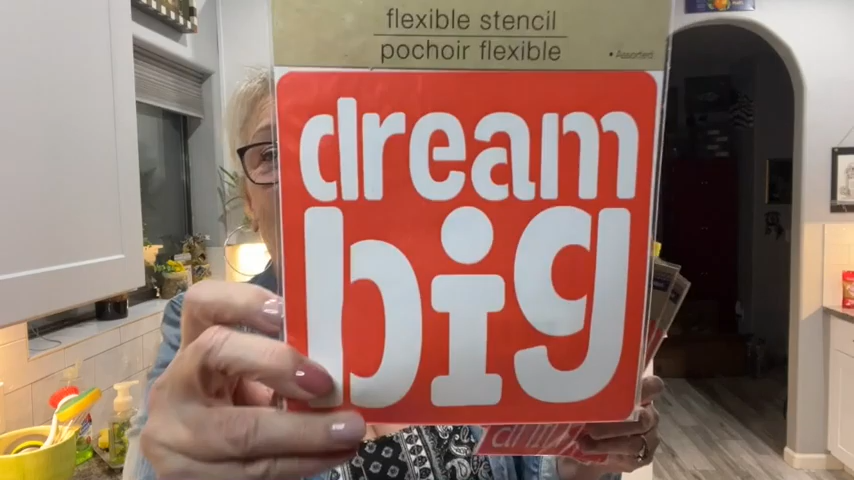 flexible stencil
pochoir flexible
• Assorted
dream
big